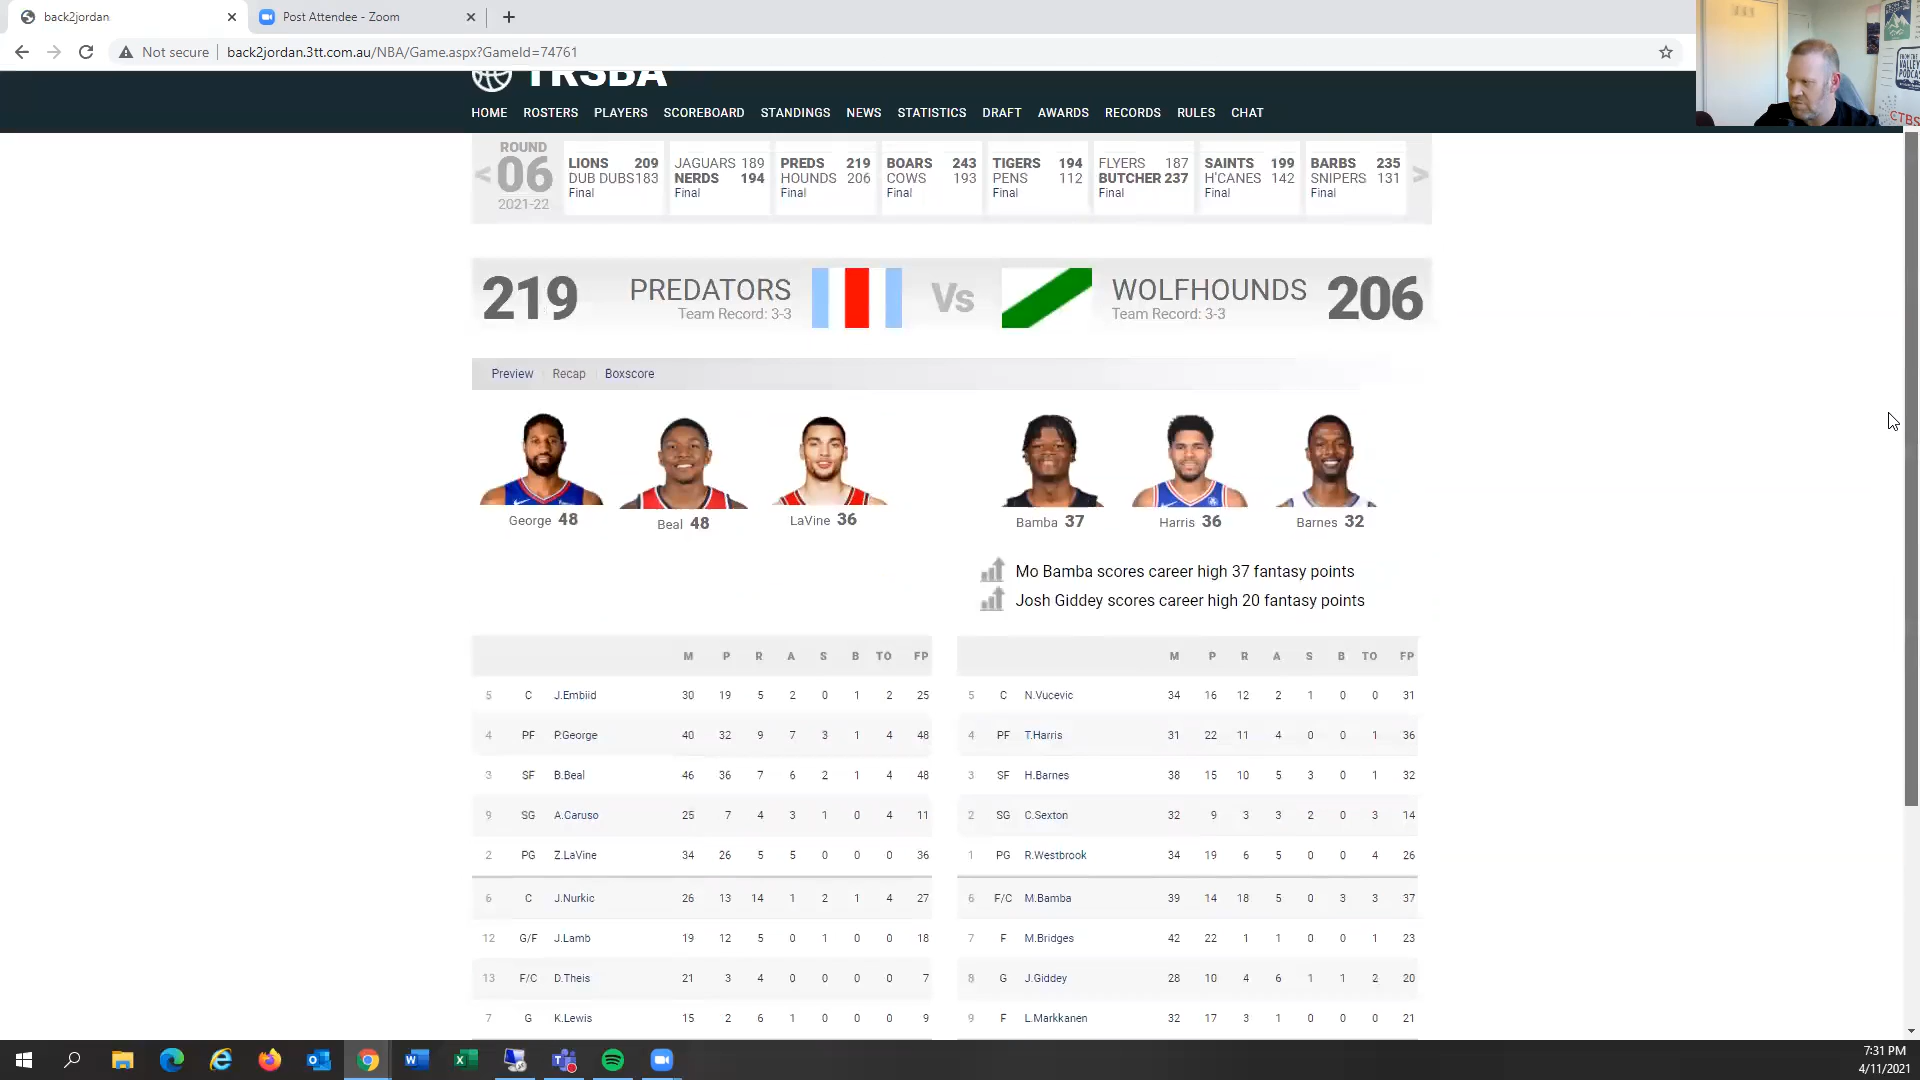 back2jordan
Post Attendee - Zoom
Not secure
back2jordan.3tt.com.au/NBA/Game.aspx?GameId=74761
TRSBA
HOME ROSTERS PLAYERS SCOREBOARD STANDINGS NEWS STATISTICS DRAFT AWARDS RECORDS RULES CHAT
< ROUND 06 2021-22
LIONS 209
DUB DUBS 183
Final
JAGUARS 189
NERDS 194
PREDS 219
HOUNDS 206
Final
BOARS 243
COWS 193
Final
TIGERS 194
PENS 112
Final
FLYERS 187
BUTCHER 237
Final
SAINTS 199
H'CANES 142
Final
BARBS 235
SNIPERS 131
Final
>
219 PREDATORS Vs WOLFHOUNDS 206
Team Record: 3-3 Team Record: 3-3
Preview Recap Boxscore
George 48 Beal 48 LaVine 36 Bamba 37 Harris 36 Barnes 32
Mo Bamba scores career high 37 fantasy points
Josh Giddey scores career high 20 fantasy points
M P R A S B TO FP
5 C J.Embiid 30 19 5 2 0 1 2 25
4 PF P.George 40 32 9 7 3 1 4 48
3 SF B.Beal 46 36 7 6 2 1 4 48
9 SG A.Caruso 25 7 4 3 1 0 4 11
2 PG Z.LaVine 34 26 5 5 0 0 0 36
6 C J.Nurkic 26 13 14 1 2 1 4 27
12 G/F J.Lamb 19 12 5 0 1 0 0 18
13 F/C D.Theis 21 3 4 0 0 0 0 7
7 G K.Lewis 15 2 6 1 0 0 0 9
M P R A S B TO FP
5 C N.Vucevic 34 16 12 2 1 0 0 31
4 PF T.Harris 31 22 11 4 0 0 1 36
3 SF H.Barnes 38 15 10 5 3 0 1 32
2 SG C.Sexton 32 9 3 3 2 0 3 14
1 PG R.Westbrook 34 19 6 5 0 0 4 26
6 F/C M.Bamba 39 14 18 5 0 3 3 37
7 F M.Bridges 42 22 1 1 0 0 1 23
8 G J.Giddey 28 10 4 6 1 1 2 20
9 F L.Markkanen 32 17 3 1 0 0 0 21
FROM THE
VALLEY
PODCAST
CTBS
7:31 PM
4/11/2021